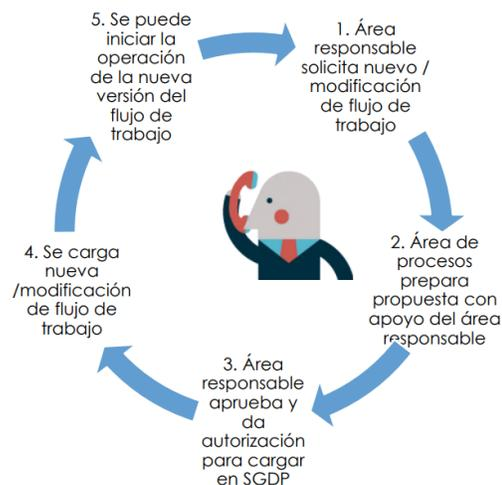 1. Área
responsable
solicita nuevo /
modificación
de flujo de
trabajo
2. Área de
procesos
prepara
propuesta con
apoyo del área
responsable
3. Área
responsable
aprueba y
da
autorización
para cargar
en SGDP
4. Se carga
nueva
/modificación
de flujo de
trabajo
5. Se puede
iniciar la
operación
de la nueva
versión del
flujo de
trabajo